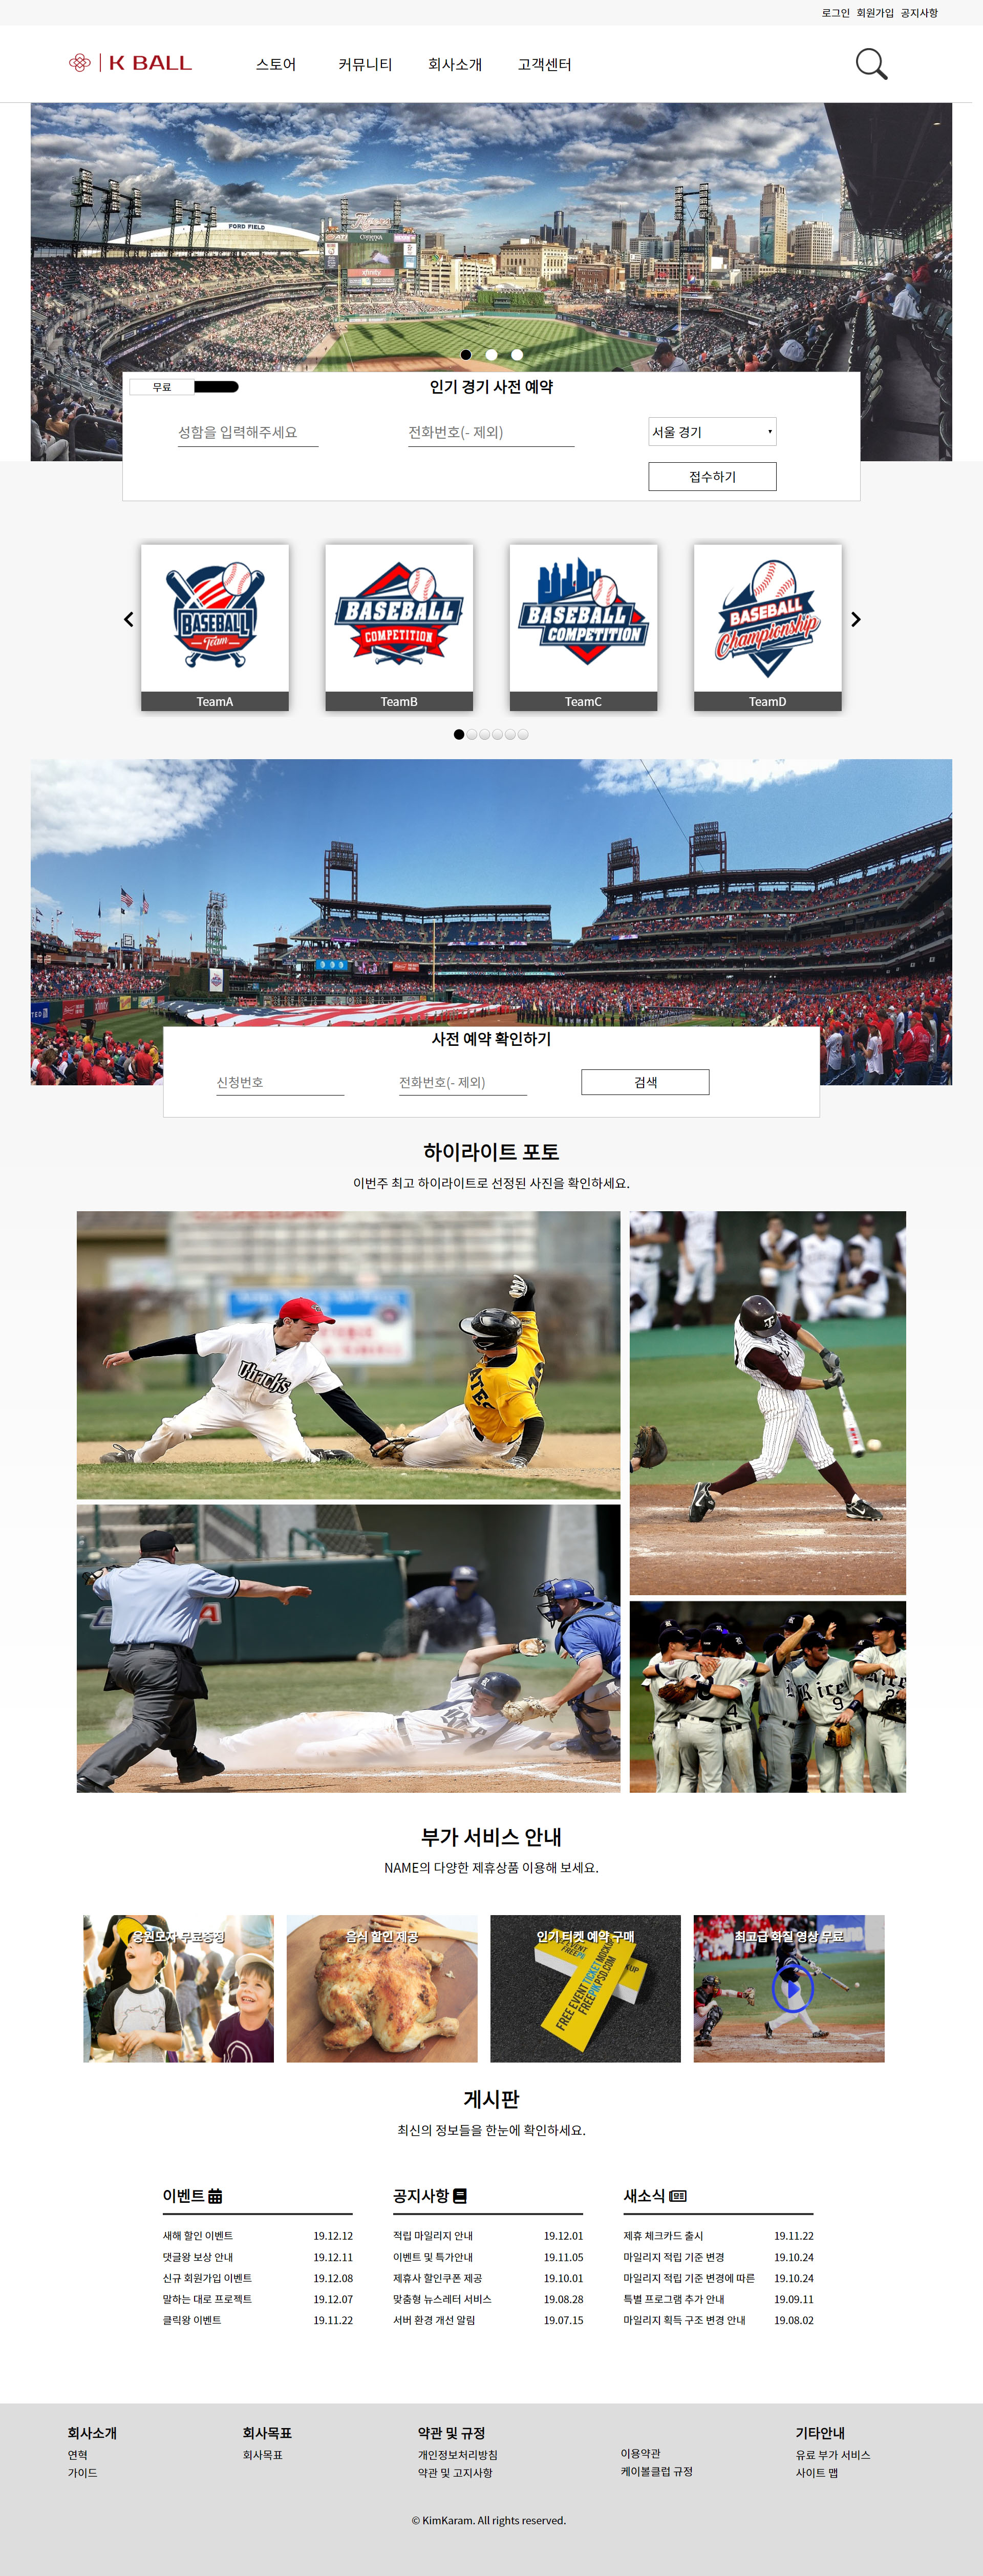 로그인 회원가입 공지사항
K BALL
스토어 커뮤니티 회사소개 고객센터
FORD FIELD
무료
인기 경기 사전 예약
성함을 입력해주세요 전화번호(- 제외) 서울 경기
접수하기
BASEBALL
Team
BASEBALL
COMPETITION
BASEBALL
COMPETITION
BASEBALL
Championship
TeamA TeamB TeamC TeamD
사전 예약 확인하기
신청번호 전화번호(- 제외) 검색
하이라이트 포토
이번주 최고 하이라이트로 선정된 사진을 확인하세요.
Dbacks
Rice
9
4
부가 서비스 안내
NAME의 다양한 제휴상품 이용해 보세요.
응원모자 무료증정 음식 할인 제공 인기 티켓 예약 구매 최고급 화질 영상 무료
FREE EVENT TICKET MOCKUP
FREEPIKPSD.COM
게시판
최신의 정보들을 한눈에 확인하세요.
이벤트
새해 할인 이벤트 19.12.12
댓글왕 보상 안내 19.12.11
신규 회원가입 이벤트 19.12.08
말하는 대로 프로젝트 19.12.07
클릭왕 이벤트 19.11.22
공지사항
적립 마일리지 안내 19.12.01
이벤트 및 특가안내 19.11.05
제휴사 할인쿠폰 제공 19.10.01
맞춤형 뉴스레터 서비스 19.08.28
서버 환경 개선 알림 19.07.15
새소식
제휴 체크카드 출시 19.11.22
마일리지 적립 기준 변경 19.10.24
마일리지 적립 기준 변경에 따른 19.10.24
특별 프로그램 추가 안내 19.09.11
마일리지 획득 구조 변경 안내 19.08.02
회사소개
연혁
가이드
회사목표
회사목표
약관 및 규정
개인정보처리방침
약관 및 고지사항
이용약관
케이볼클럽 규정
기타안내
유료 부가 서비스
사이트 맵
© KimKaram. All rights reserved.